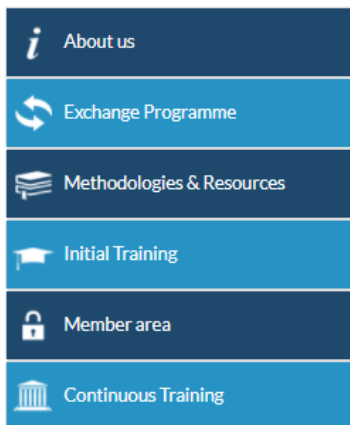 About us
Exchange Programme
Methodologies & Resources
Initial Training
Member area
Continuous Training